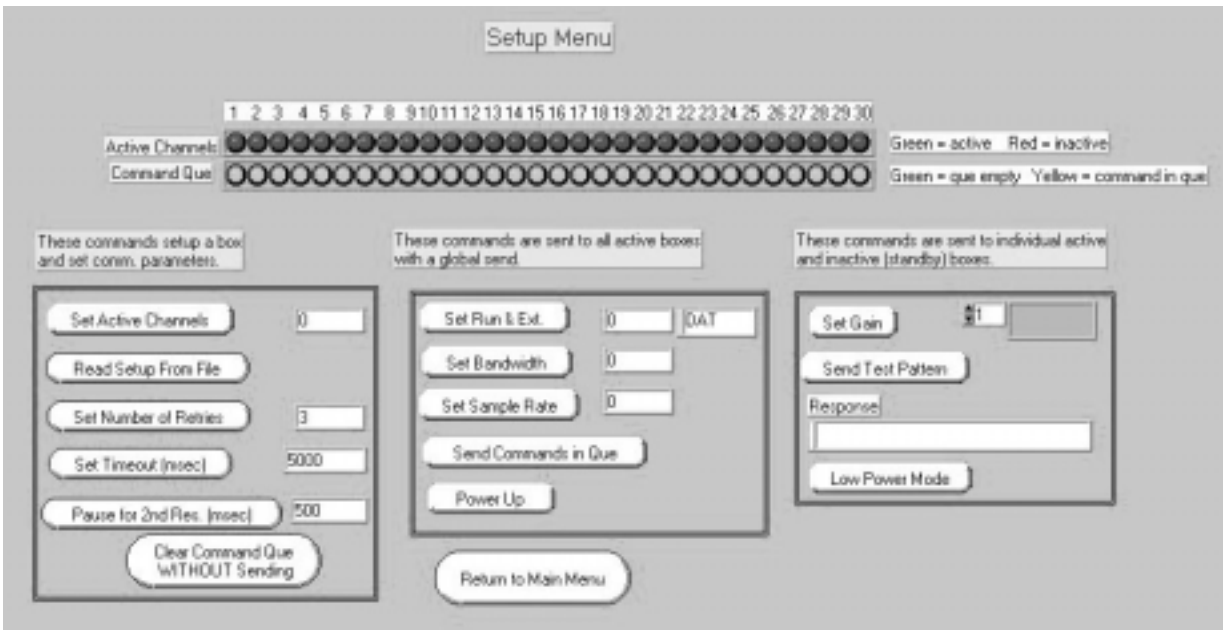 Setup Menu
1 2 3 4 5 6 7 8 9 10 11 12 13 14 15 16 17 18 19 20 21 22 23 24 25 26 27 28 29 30
Active Channels
Green = active Red = inactive
Command Que
Green = que empty Yellow = command in que
These commands setup a box
and set comm. parameters.
Set Active Channels 0
Read Setup From File
Set Number of Retries 3
Set Timeout (msec) 5000
Pause for 2nd Res. (msec) 500
Clear Command Que
WITHOUT Sending
These commands are sent to all active boxes
with a global send.
Set Run & Ext. 0 DAT
Set Bandwidth 0
Set Sample Rate 0
Send Commands in Que
Power Up
Return to Main Menu
These commands are sent to individual active
and inactive (standby) boxes.
Set Gain 1
Send Test Pattern
Response
Low Power Mode